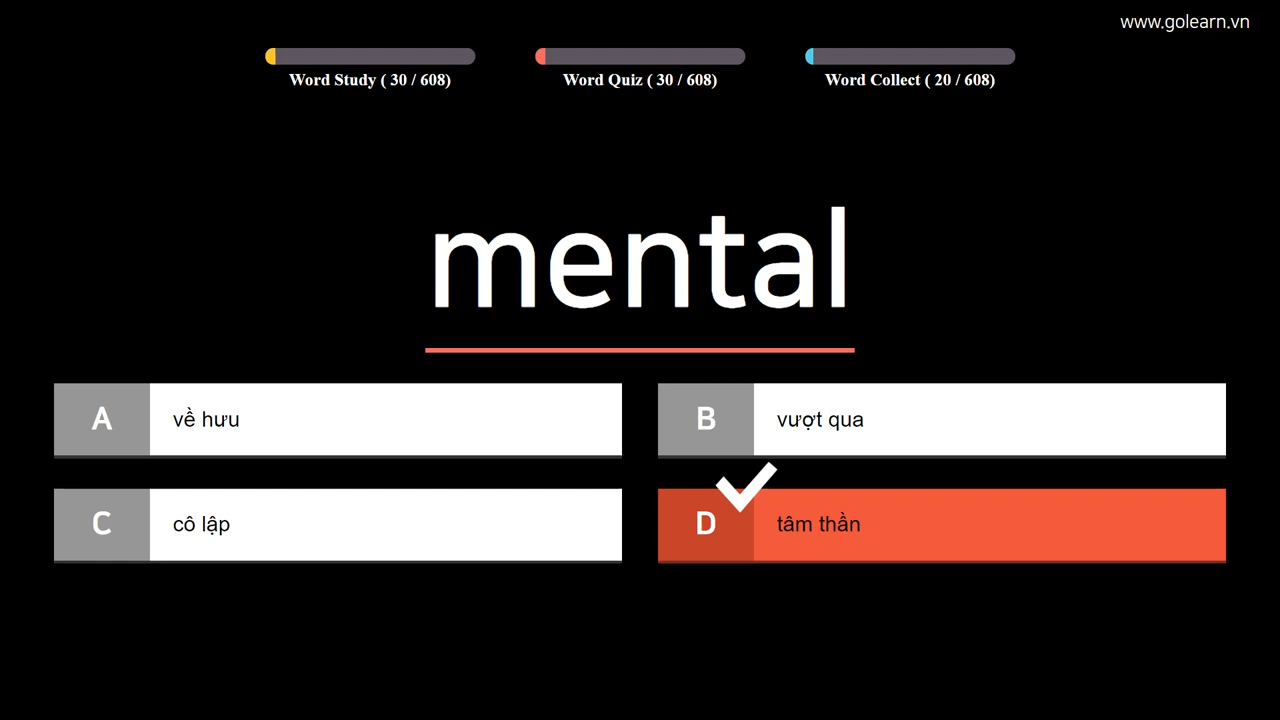 www.golearn.vn
Word Study ( 30 / 608)
Word Quiz ( 30 / 608)
Word Collect ( 20 / 608)
mental
A về hưu
B vượt qua
C cô lập
D tâm thần